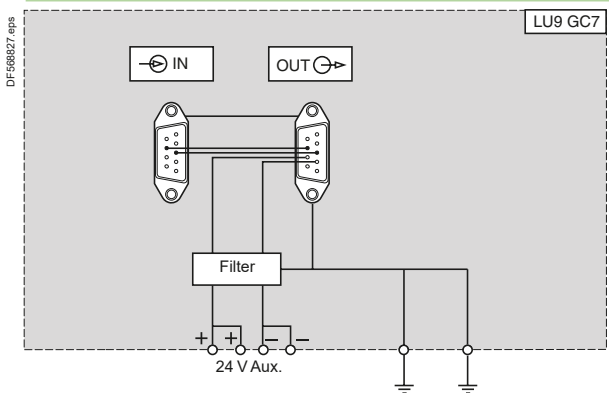 DF568827.eps
LU9 GC7
IN
OUT
Filter
+ + – –
24 V Aux.